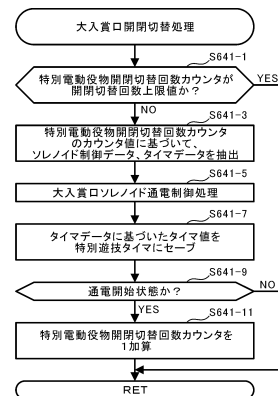 大入賞口開閉切替処理
S641-1
特別電動役物開閉切替回数カウンタが
開閉切替回数上限値か？
YES
NO
S641-3
特別電動役物開閉切替回数カウンタ
のカウンタ値に基づいて、
ソレノイド制御データ、タイマデータを抽出
S641-5
大入賞口ソレノイド通電制御処理
S641-7
タイマデータに基づいたタイマ値を
特別遊技タイマにセーブ
S641-9
通電開始状態か？
NO
YES
S641-11
特別電動役物開閉切替回数カウンタを
1加算
RET